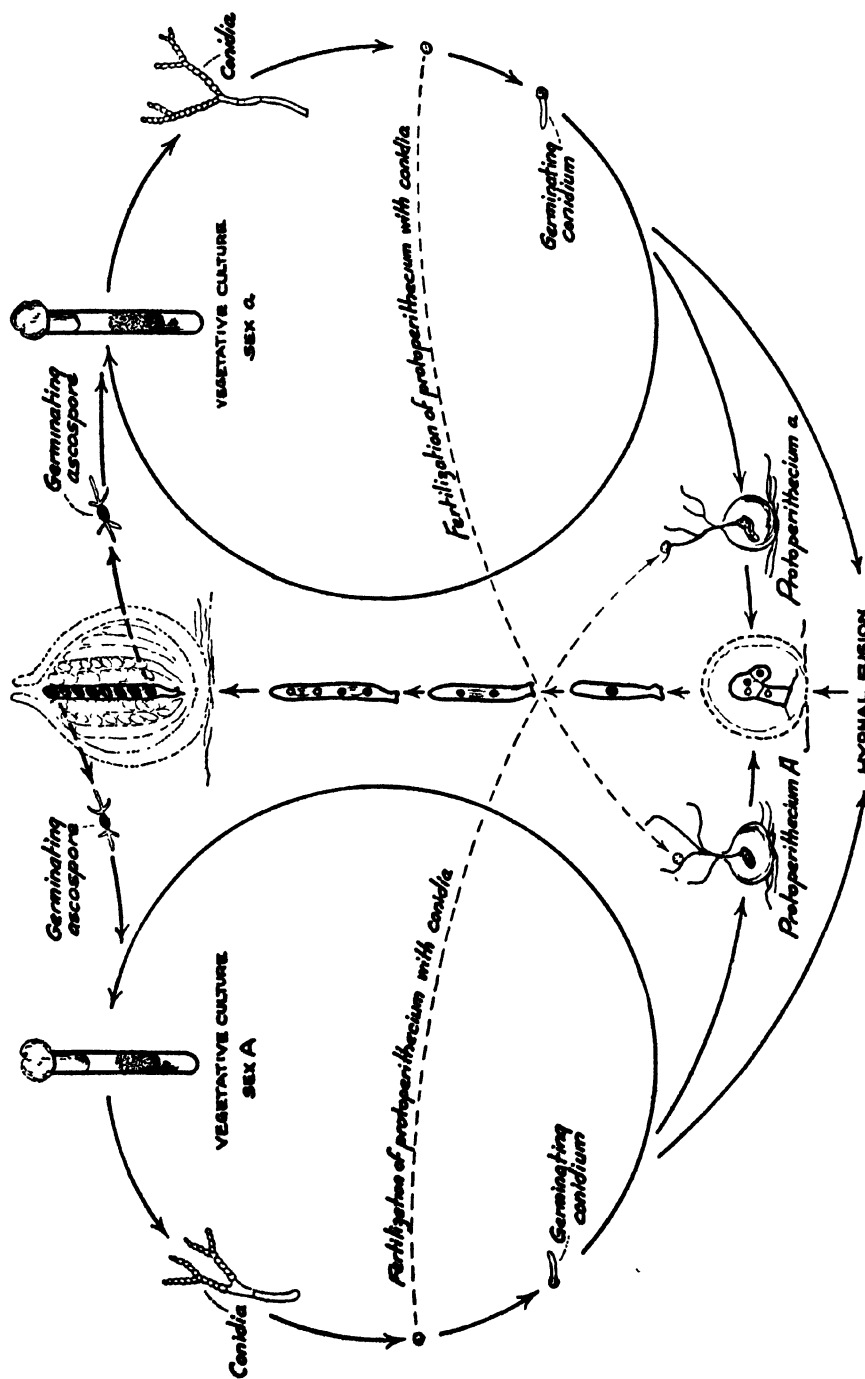 Conidia
VEGETATIVE CULTURE
SEX A
Germinating
ascospore
Germinating
ascospore
VEGETATIVE CULTURE
SEX a
Conidia
Fertilization of protoperithecium with conidia
Fertilization of protoperithecium with conidia
Germinating
conidium
Germinating
conidium
Protoperithecium A
Protoperithecium a
HYPHAL FUSION